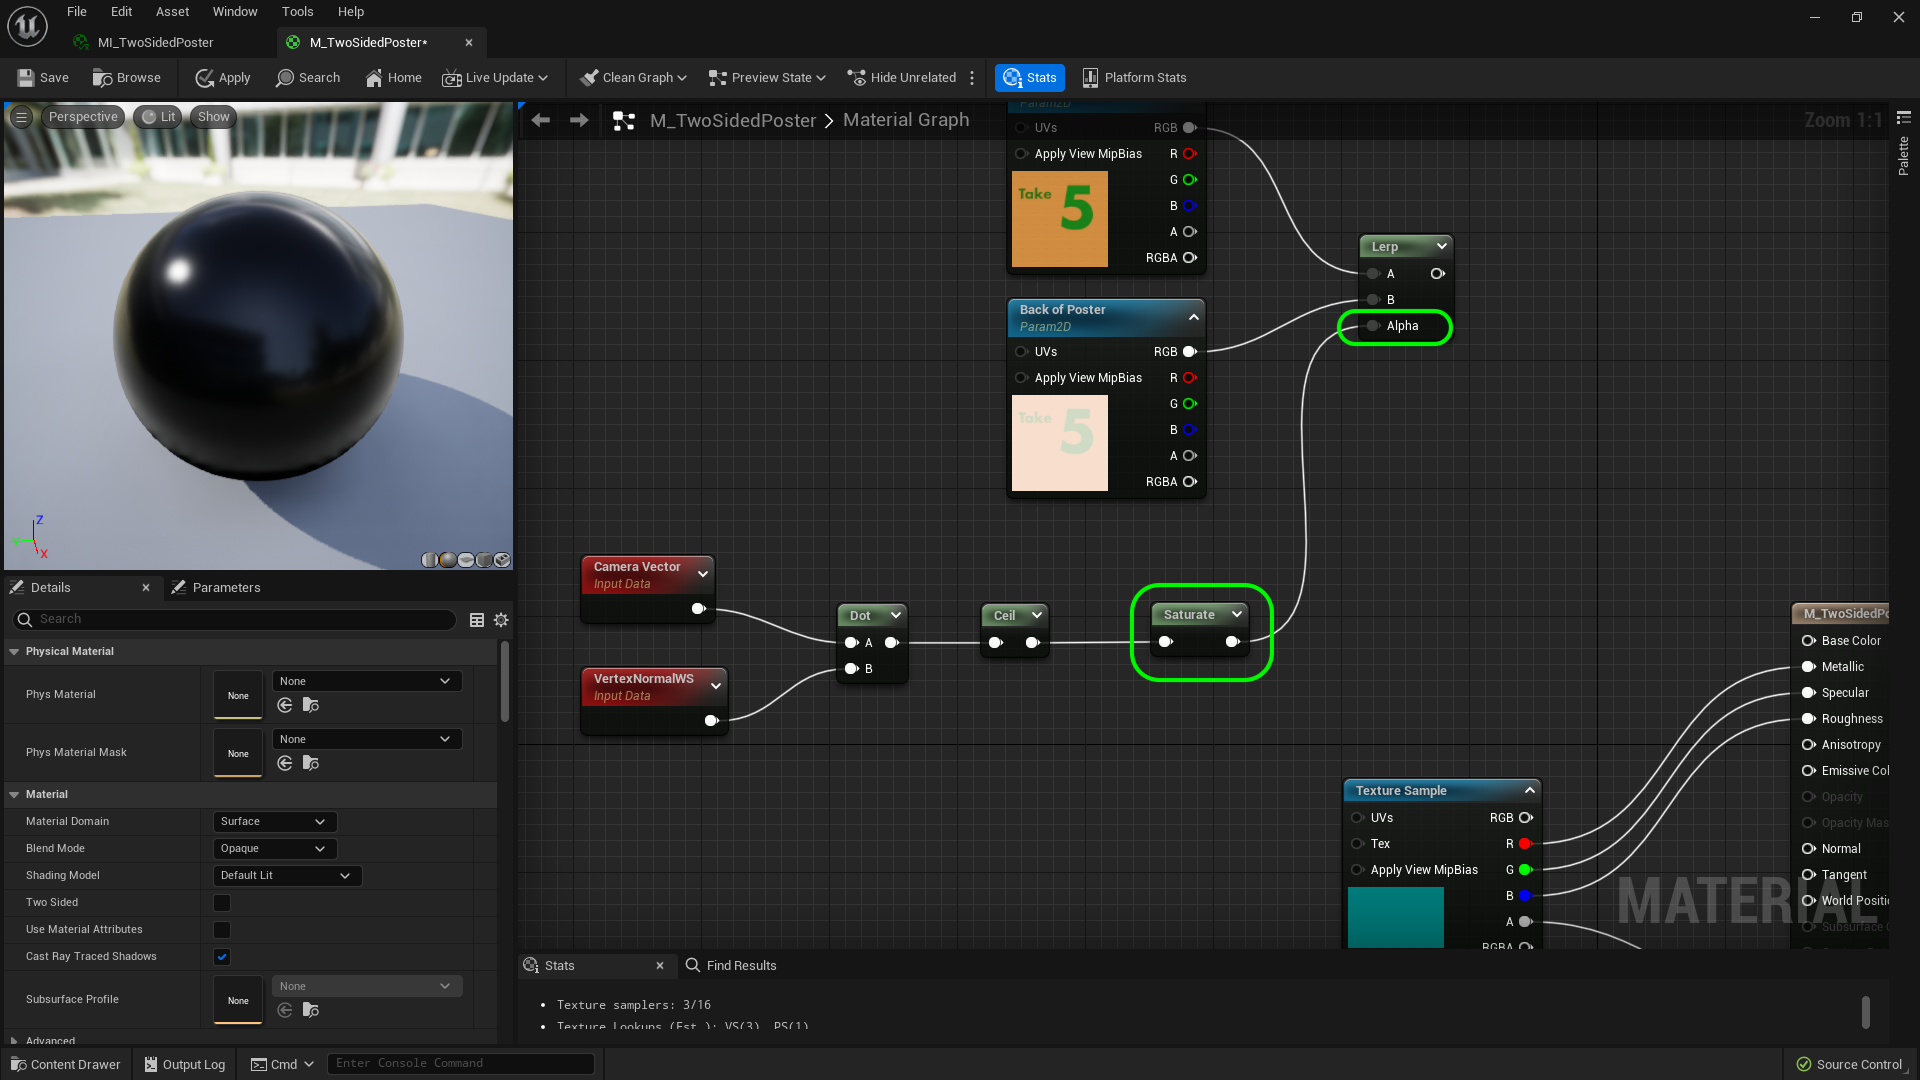 File Edit Asset Window Tools Help
MI_TwoSidedPoster
M_TwoSidedPoster*
Save Browse Apply Search Home Live Update Clean Graph Preview State Hide Unrelated Stats Platform Stats
Perspective Lit Show
M_TwoSidedPoster > Material Graph
Zoom 1:1
Palette
Param2D
UVs RGB
Apply View MipBias R
G
B
A
RGBA
Take 5
Lerp
A
B
Alpha
Back of Poster
Param2D
UVs RGB
Apply View MipBias R
G
B
A
RGBA
Take 5
Z
X
Camera Vector
Input Data
VertexNormalWS
Input Data
Dot
A
B
Ceil
Saturate
Texture Sample
UVs RGB
Tex R
Apply View MipBias G
B
A
RGBA
M_TwoSidedPo
Base Color
Metallic
Specular
Roughness
Anisotropy
Emissive Col
Opacity
Opacity Mas
Normal
Tangent
World Positi
Subsurface C
MATERIAL
Details
Parameters
Search
Physical Material
Phys Material None None
Phys Material Mask None None
Material
Material Domain Surface
Blend Mode Opaque
Shading Model Default Lit
Two Sided
Use Material Attributes
Cast Ray Traced Shadows
Subsurface Profile None None
Advanced
Stats
Find Results
Texture samplers: 3/16
Texture Lookups (Est.): VS(3), PS(1)
Content Drawer Output Log Cmd Enter Console Command Source Control